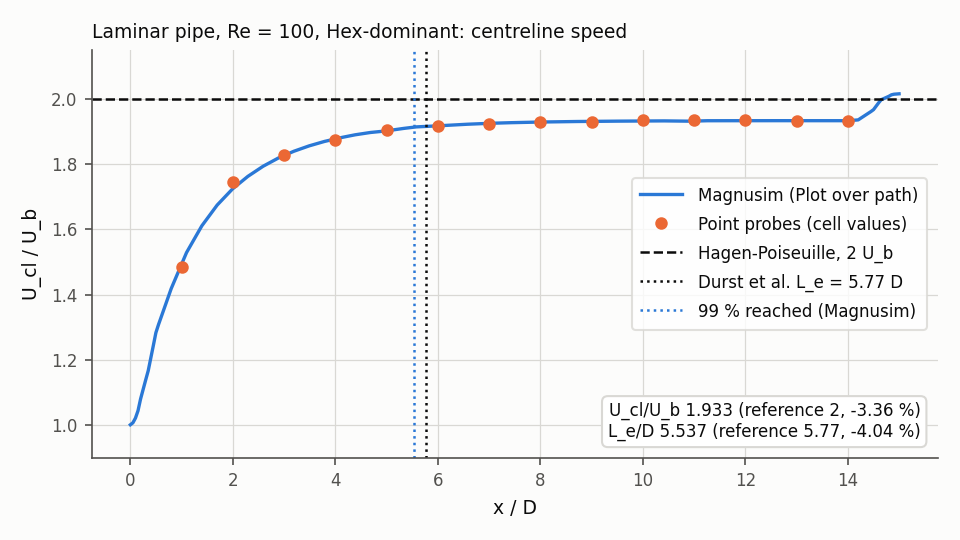 Laminar pipe, Re = 100, Hex-dominant: centreline speed
U_cl / U_b
2.0
1.8
1.6
1.4
1.2
1.0
Magnusim (Plot over path)
Point probes (cell values)
Hagen-Poiseuille, 2 U_b
Durst et al. L_e = 5.77 D
99 % reached (Magnusim)
U_cl/U_b 1.933 (reference 2, -3.36 %)
L_e/D 5.537 (reference 5.77, -4.04 %)
0 2 4 6 8 10 12 14
x / D